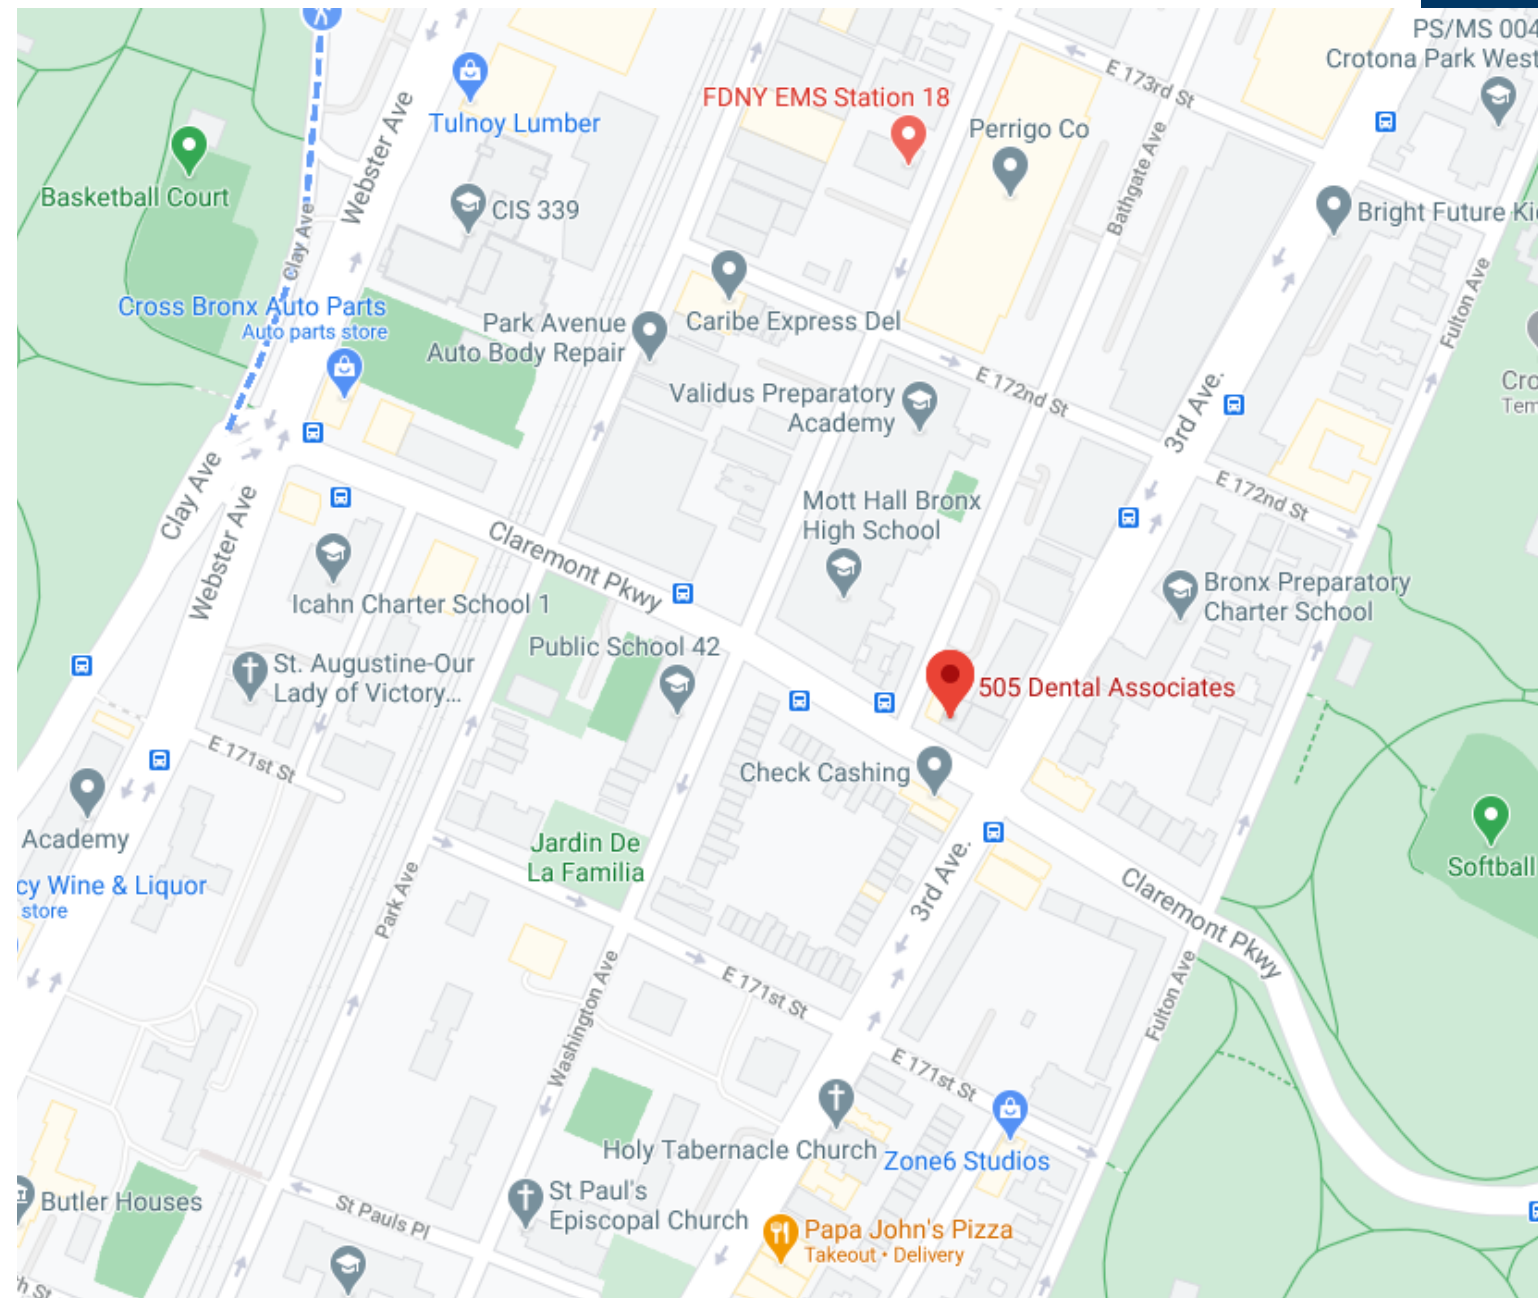 PS/MS 004
Crotona Park West
E 173rd St
FDNY EMS Station 18
Tulnoy Lumber
Webster Ave
Perrigo Co
Bathgate Ave
Basketball Court
CIS 339
Bright Future
Clay Ave
Fulton Ave
Cross Bronx Auto Parts
Auto parts store
Park Avenue
Auto Body Repair
Caribe Express Del
Validus Preparatory
Academy
E 172nd St
3rd Ave.
Clay Ave
Webster Ave
E 172nd St
Mott Hall Bronx
High School
Claremont Pkwy
Icahn Charter School 1
Bronx Preparatory
Charter School
Public School 42
St. Augustine-Our
Lady of Victory...
505 Dental Associates
E 171st St
Check Cashing
Academy
Jardin De
La Familia
Softball
Wine & Liquor
store
Park Ave
3rd Ave.
Claremont Pkwy
E 171st St
Washington Ave
Fulton Ave
E 171st St
Holy Tabernacle Church
Zone6 Studios
Butler Houses
St Pauls Pl
St Paul's
Episcopal Church
Papa John's Pizza
Takeout • Delivery